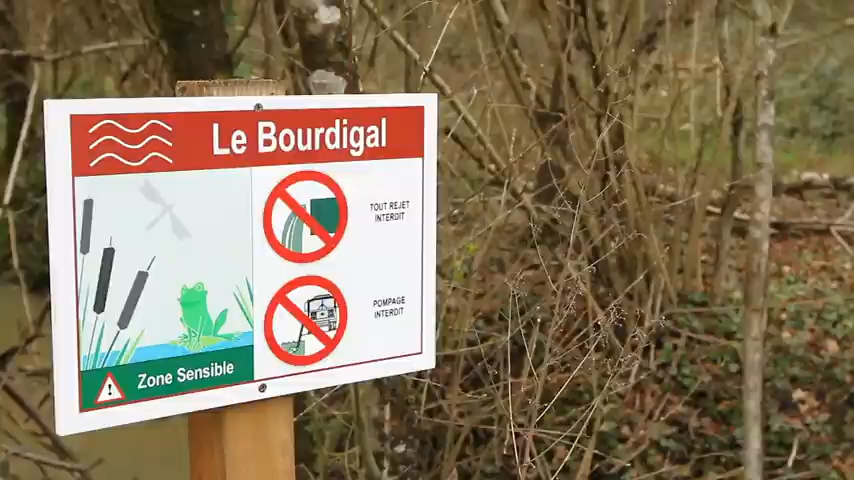 Le Bourdigal
TOUT REJET
INTERDIT
POMPAGE
INTERDIT
Zone Sensible